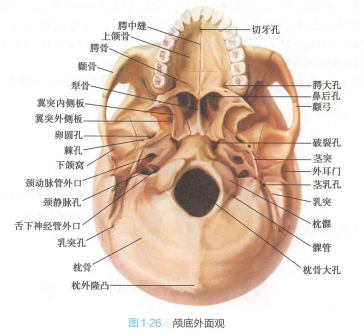 腭中缝
上颌骨
腭骨
颧骨
犁骨
翼突内侧板
翼突外侧板
卵圆孔
棘孔
下颌窝
颈动脉管外口
颈静脉孔
舌下神经管外口
乳突孔
枕骨
枕外隆凸
切牙孔
腭大孔
鼻后孔
颧弓
破裂孔
茎突
外耳门
茎乳孔
乳突
枕髁
髁管
枕骨大孔
图1-26 颅底外面观